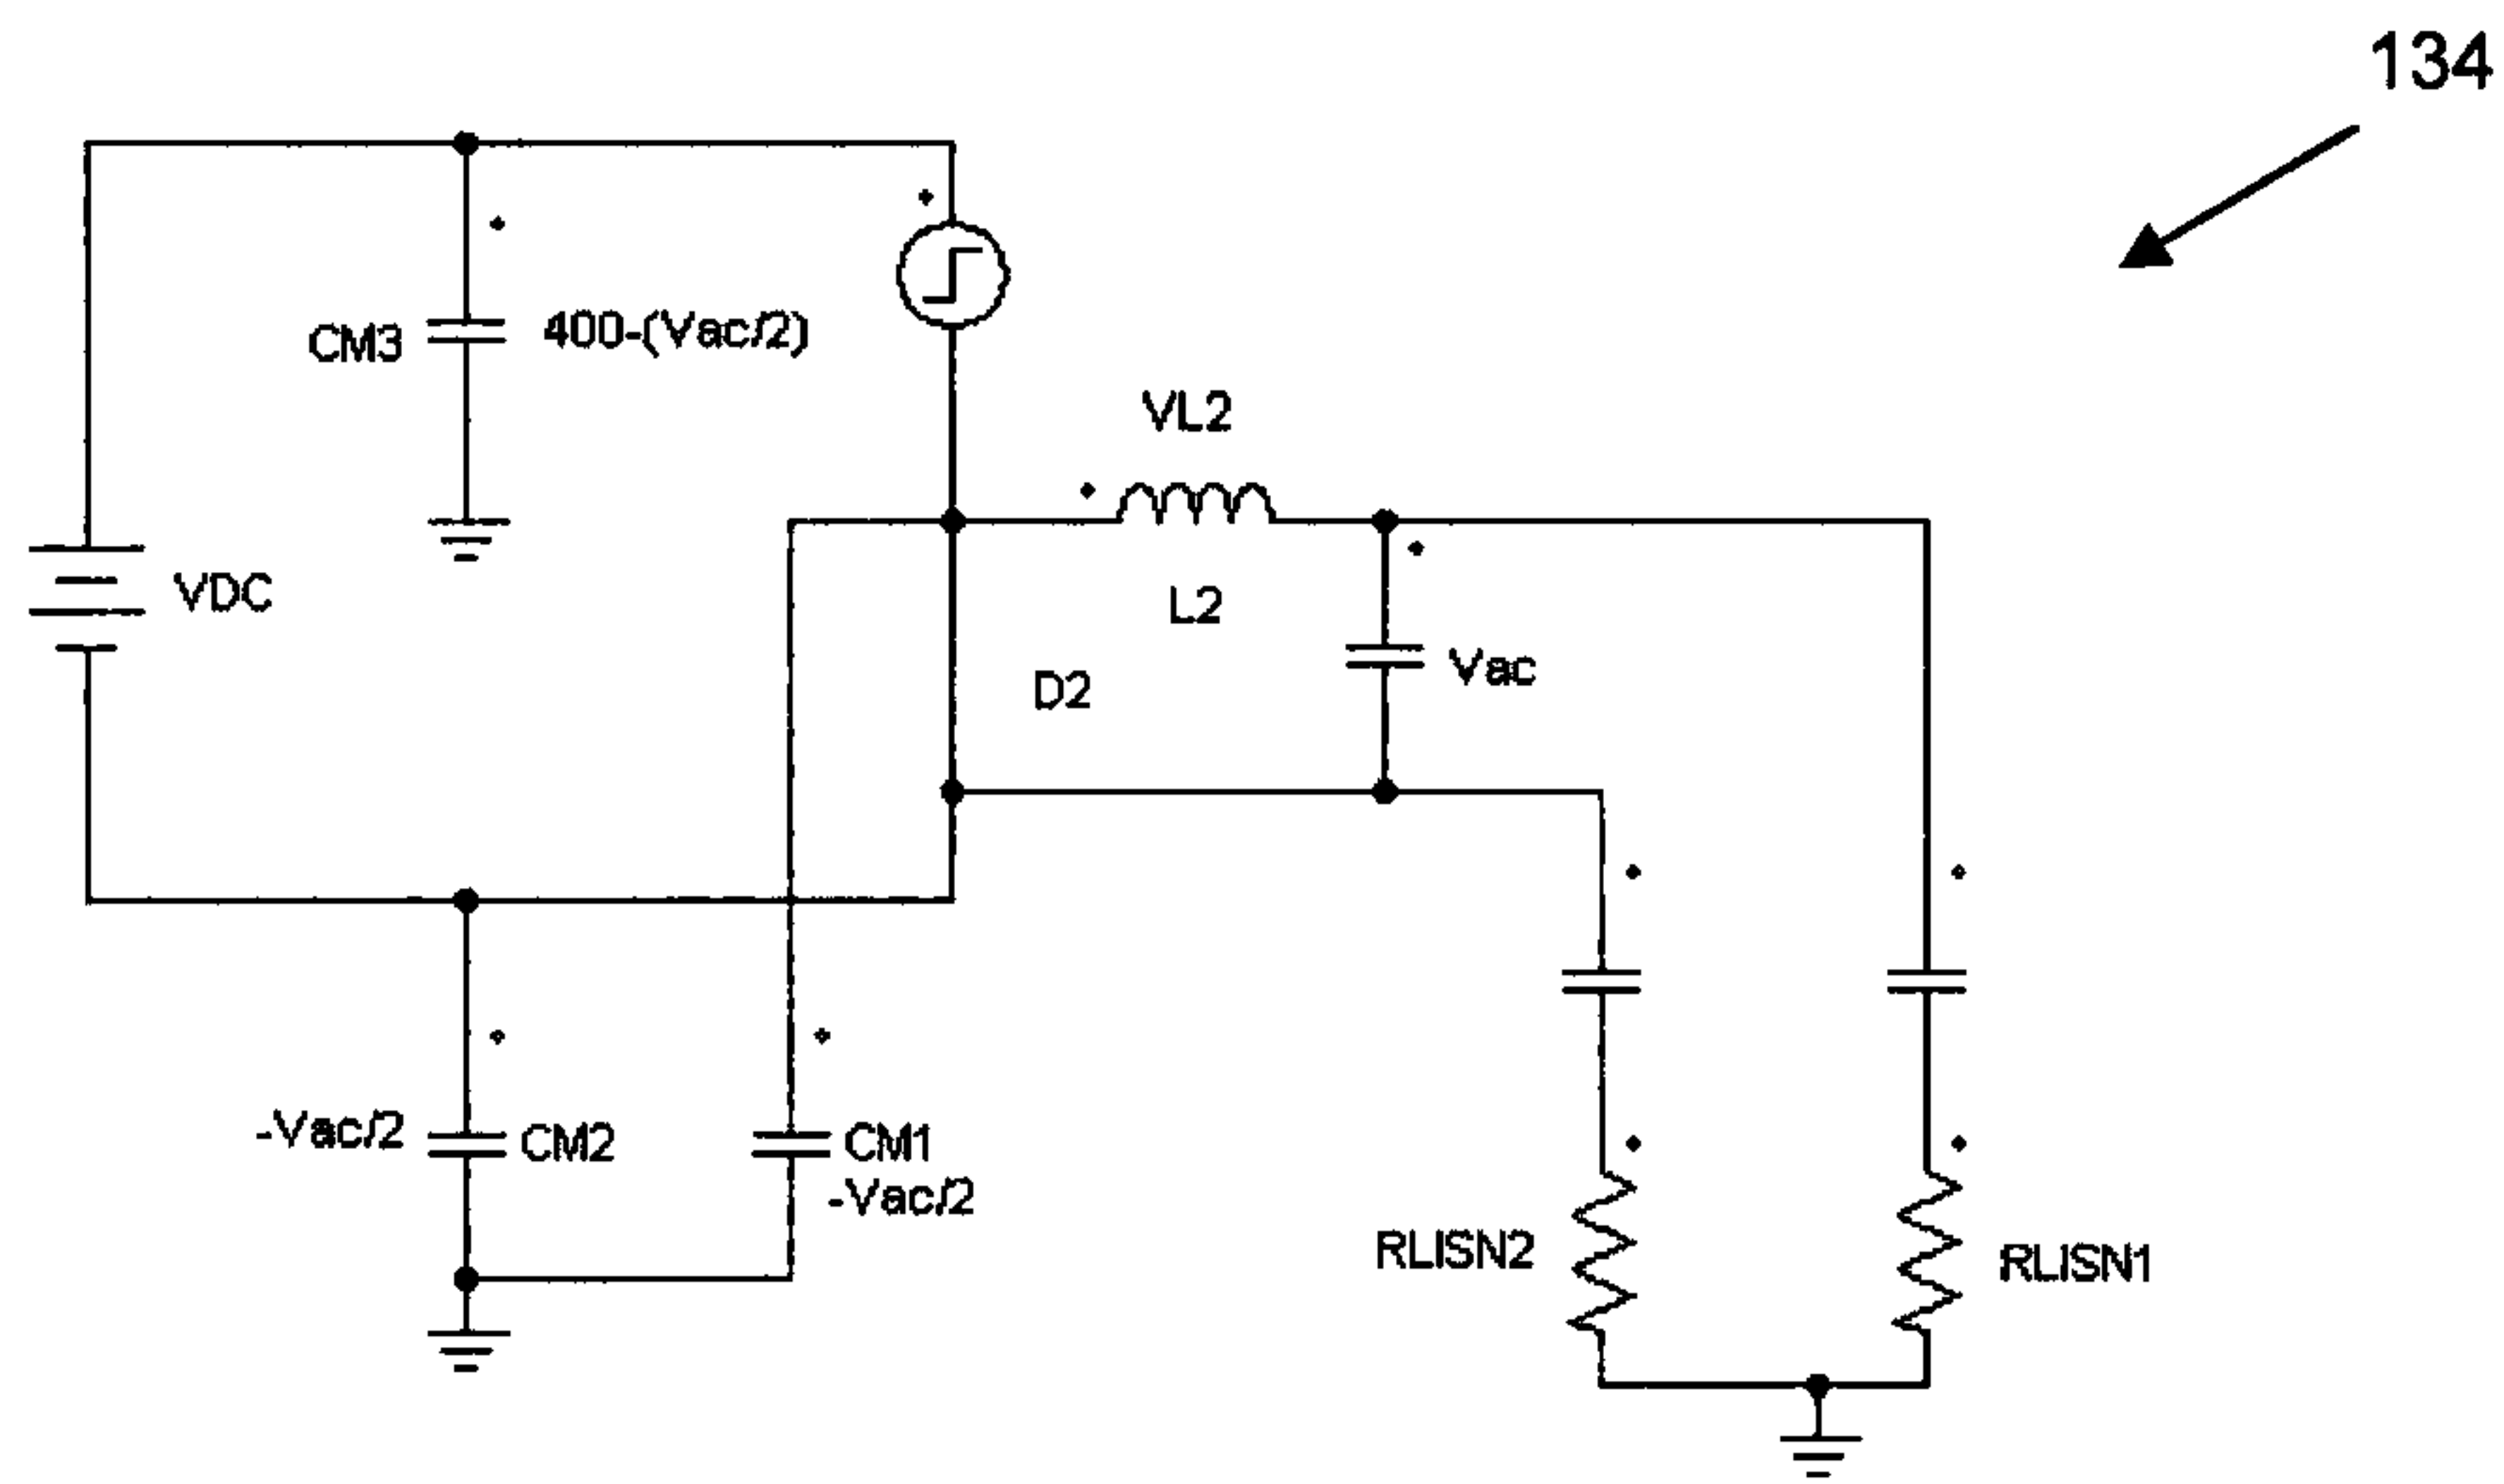 134
CM3
400-(Vac/2)
VL2
VDC
L2
D2
Vac
-Vac/2
CM2
CM1
-Vac/2
RLISN2
RLISN1